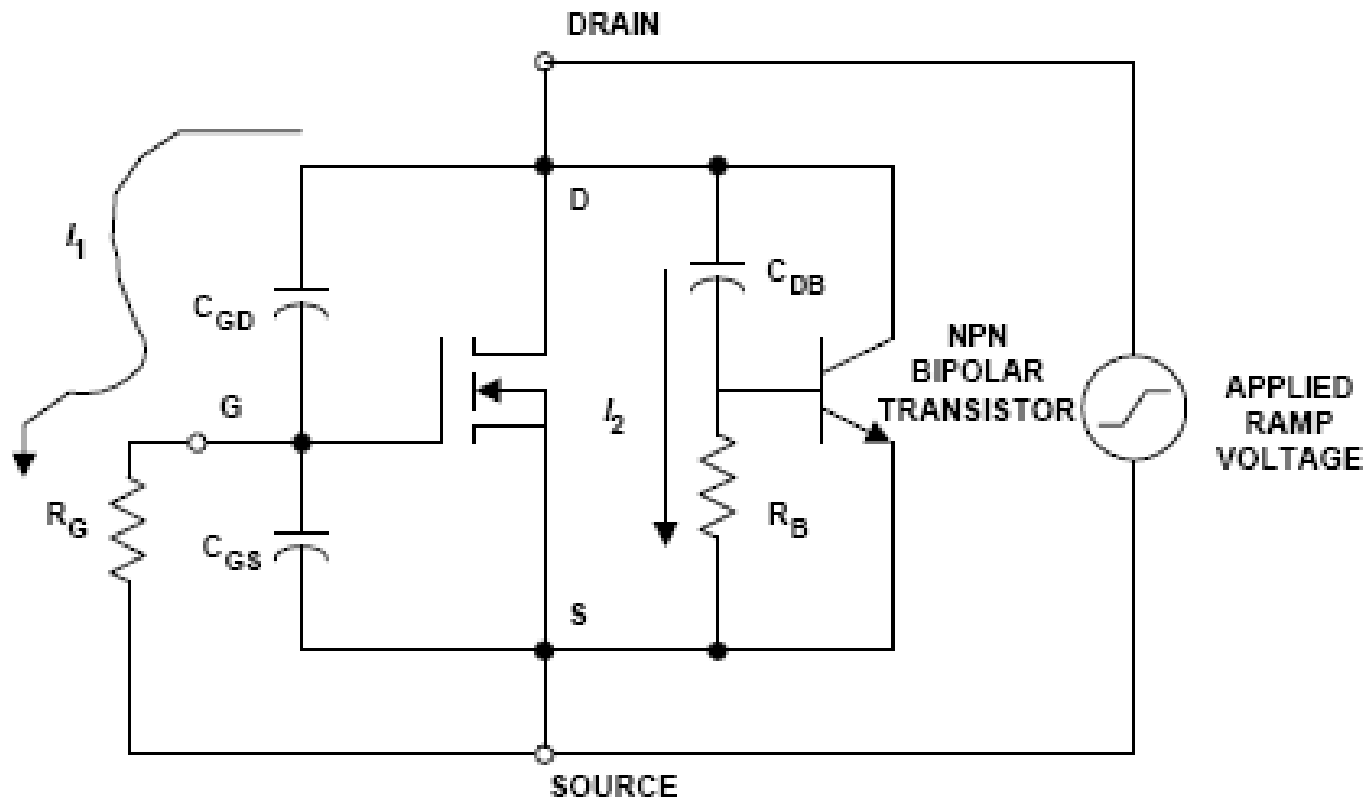 DRAIN
D
I1
CGD
CDB
NPN
BIPOLAR
TRANSISTOR
APPLIED
RAMP
VOLTAGE
G
I2
RG
CGS
RB
S
SOURCE